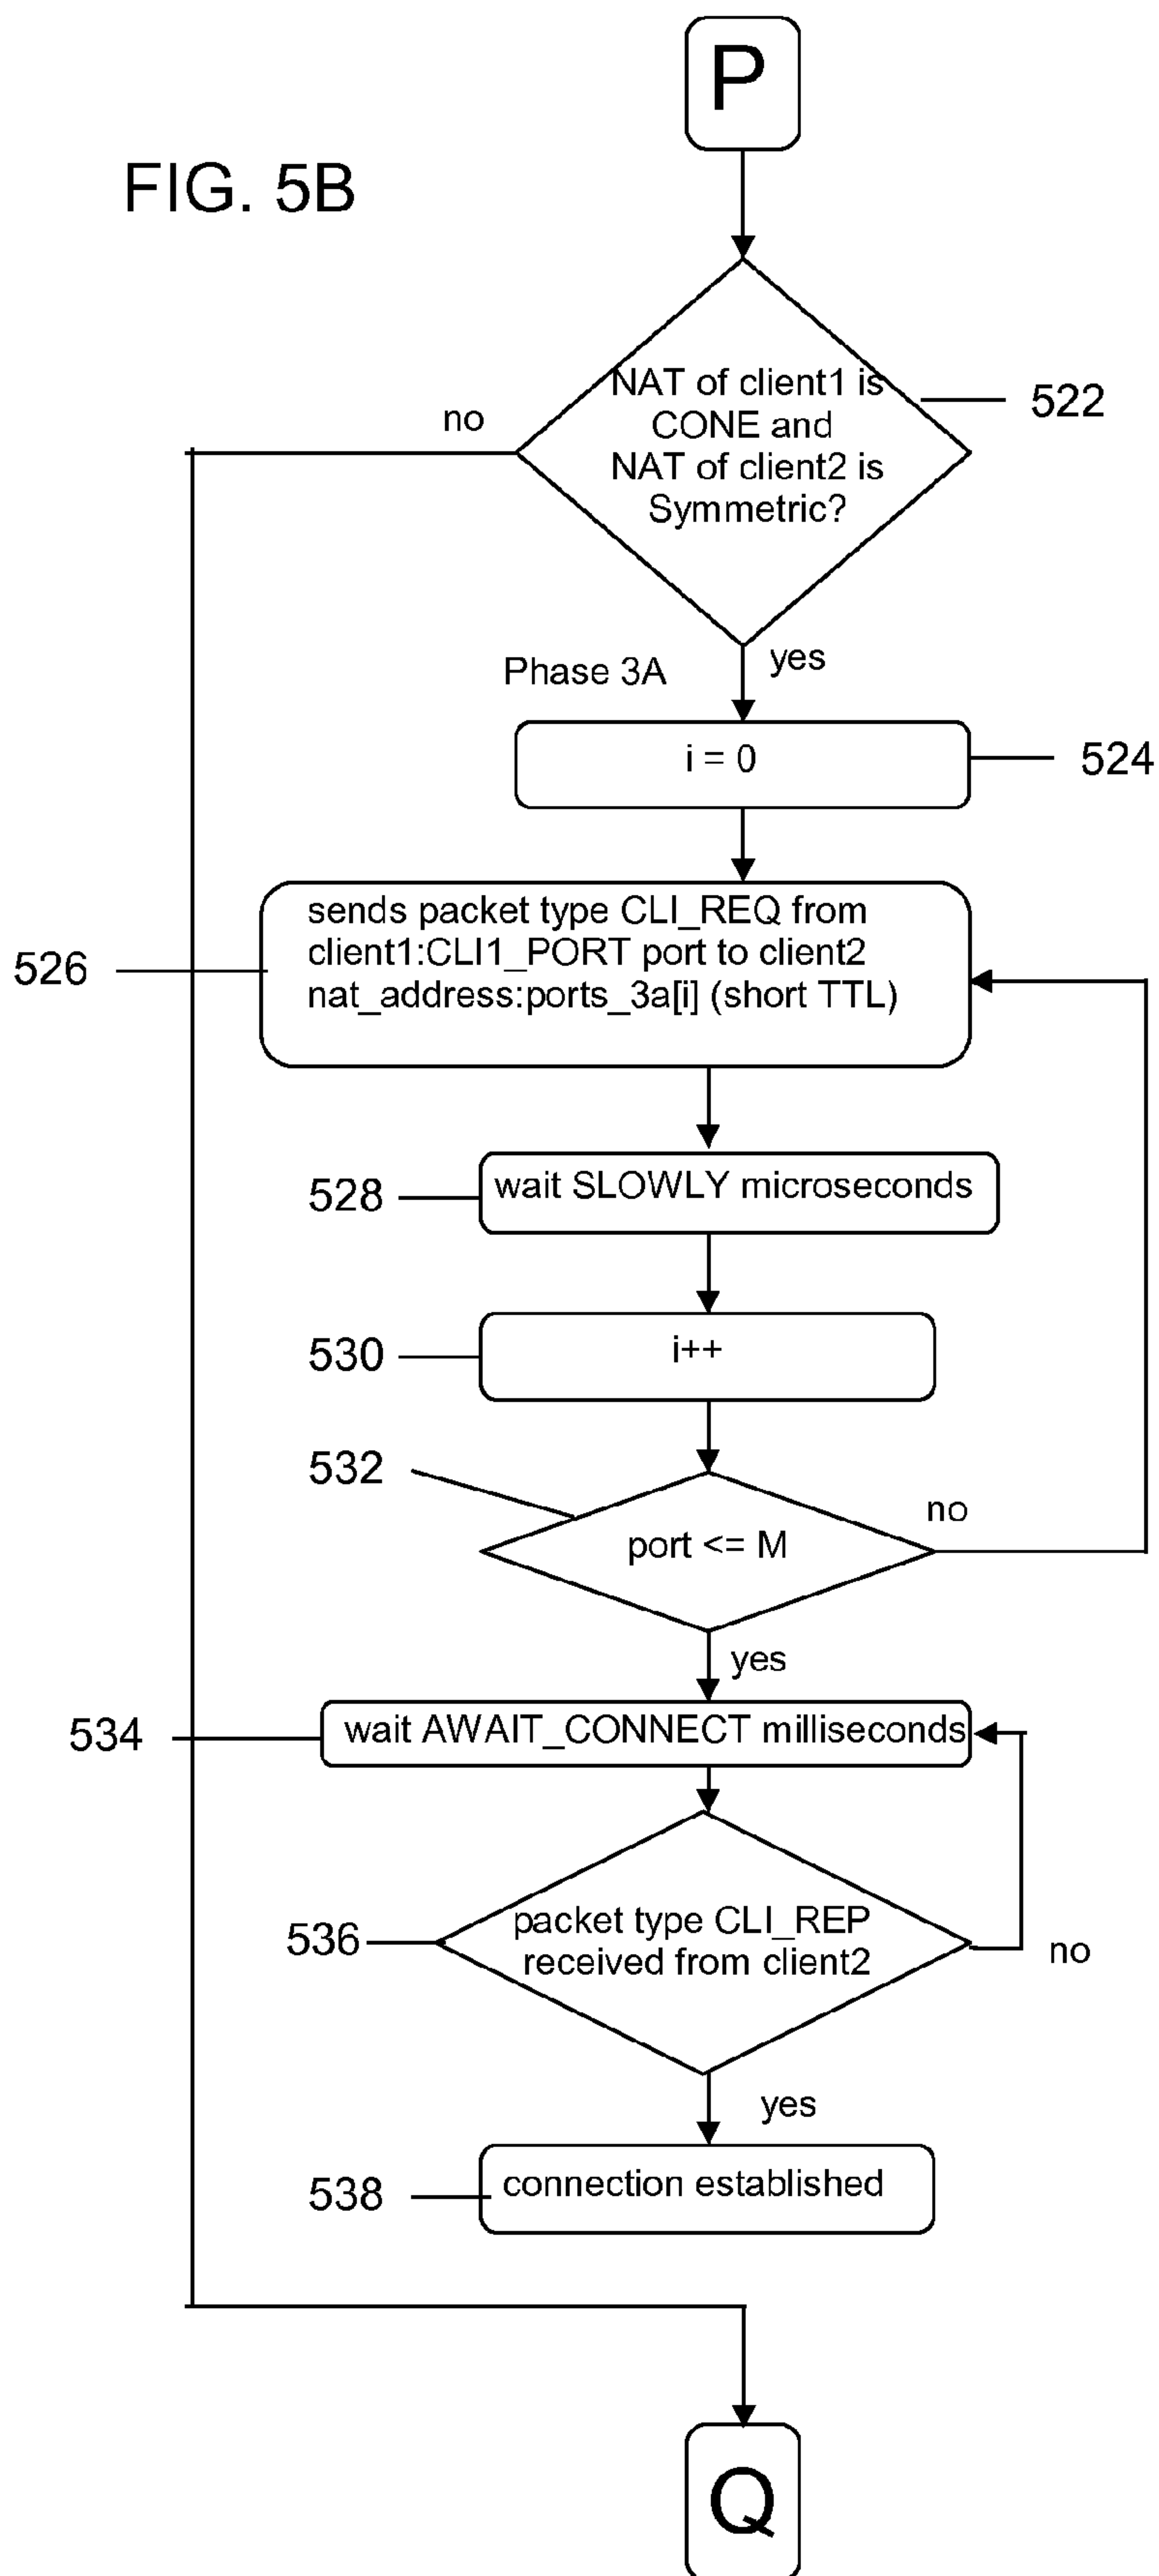 P
FIG. 5B
NAT of client1 is
CONE and
NAT of client2 is
Symmetric?
522
no
yes
Phase 3A
i = 0
524
sends packet type CLI_REQ from
client1:CLI1_PORT port to client2
nat_address:ports_3a[i] (short TTL)
526
wait SLOWLY microseconds
528
i++
530
532
port <= M
no
yes
534
wait AWAIT_CONNECT milliseconds
packet type CLI_REP
received from client2
536
no
yes
connection established
538
Q